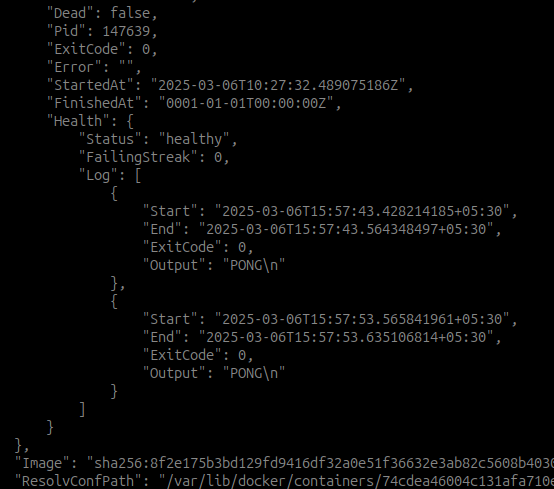 "Dead": false,
"Pid": 147639,
"ExitCode": 0,
"Error": "",
"StartedAt": "2025-03-06T10:27:32.489075186Z",
"FinishedAt": "0001-01-01T00:00:00Z",
"Health": {
"Status": "healthy",
"FailingStreak": 0,
"Log": [
{
"Start": "2025-03-06T15:57:43.428214185+05:30",
"End": "2025-03-06T15:57:43.564348497+05:30",
"ExitCode": 0,
"Output": "PONG\n"
},
{
"Start": "2025-03-06T15:57:53.565841961+05:30",
"End": "2025-03-06T15:57:53.635106814+05:30",
"ExitCode": 0,
"Output": "PONG\n"
}
]
}
},
"Image": "sha256:8f2e175b3bd129fd9416df32a0e51f36632e3ab82c5608b4030
"ResolvConfPath": "/var/lib/docker/containers/74cdea46004c131afa710e